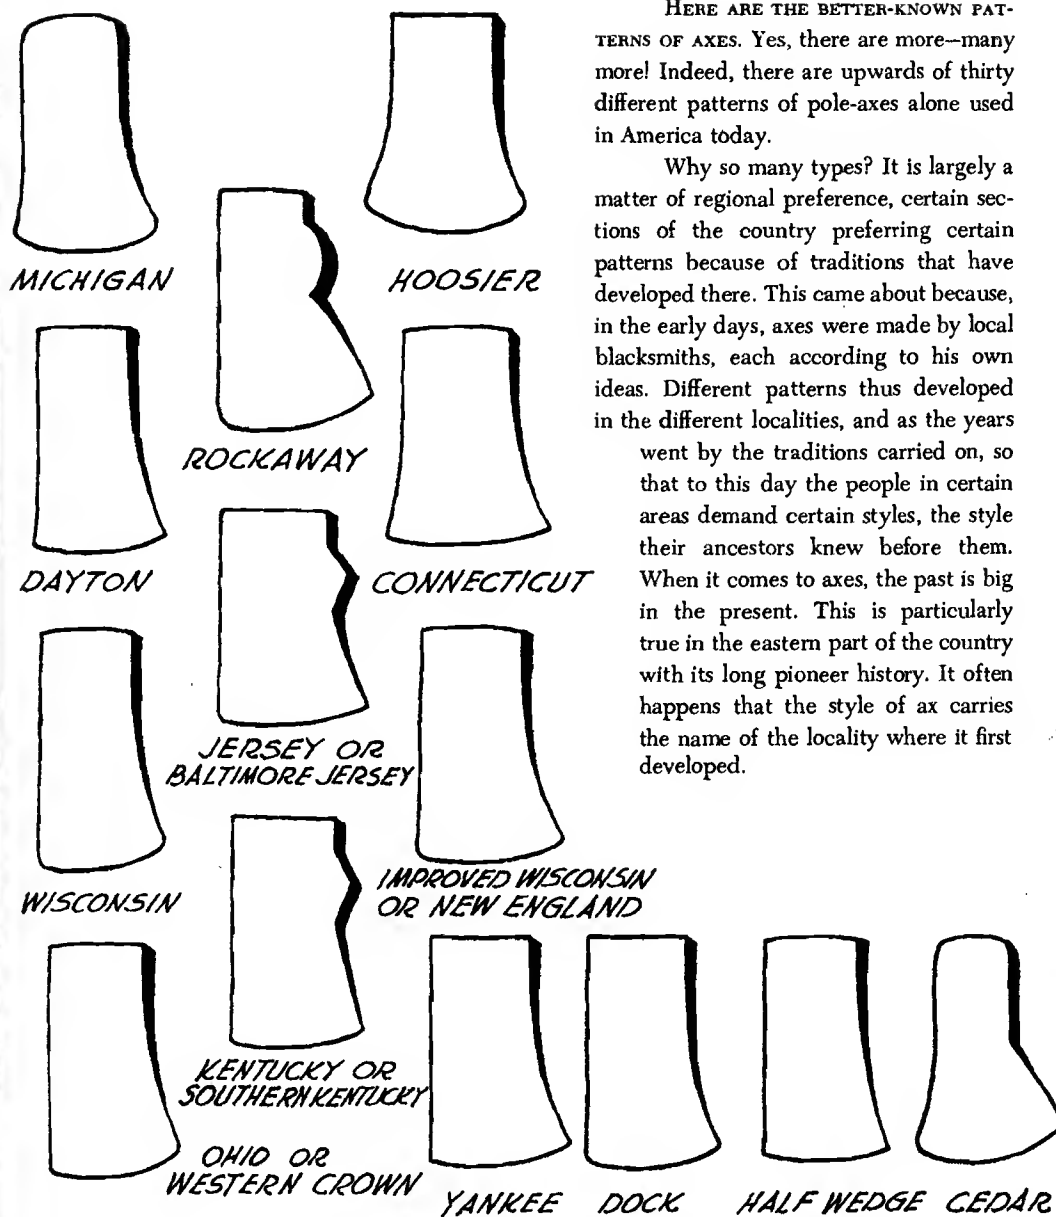 HERE ARE THE BETTER-KNOWN PAT-
TERNS OF AXES. Yes, there are more—many
more! Indeed, there are upwards of thirty
different patterns of pole-axes alone used
in America today.
Why so many types? It is largely a
matter of regional preference, certain sec-
tions of the country preferring certain
patterns because of traditions that have
developed there. This came about because,
in the early days, axes were made by local
blacksmiths, each according to his own
ideas. Different patterns thus developed
in the different localities, and as the years
went by the traditions carried on, so
that to this day the people in certain
areas demand certain styles, the style
their ancestors knew before them.
When it comes to axes, the past is big
in the present. This is particularly
true in the eastern part of the country
with its long pioneer history. It often
happens that the style of ax carries
the name of the locality where it first
developed.
MICHIGAN
HOOSIER
ROCKAWAY
DAYTON
CONNECTICUT
JERSEY OR
BALTIMORE JERSEY
WISCONSIN
IMPROVED WISCONSIN
OR NEW ENGLAND
KENTUCKY OR
SOUTHERN KENTUCKY
OHIO OR
WESTERN CROWN
YANKEE
DOCK
HALF WEDGE
CEDAR